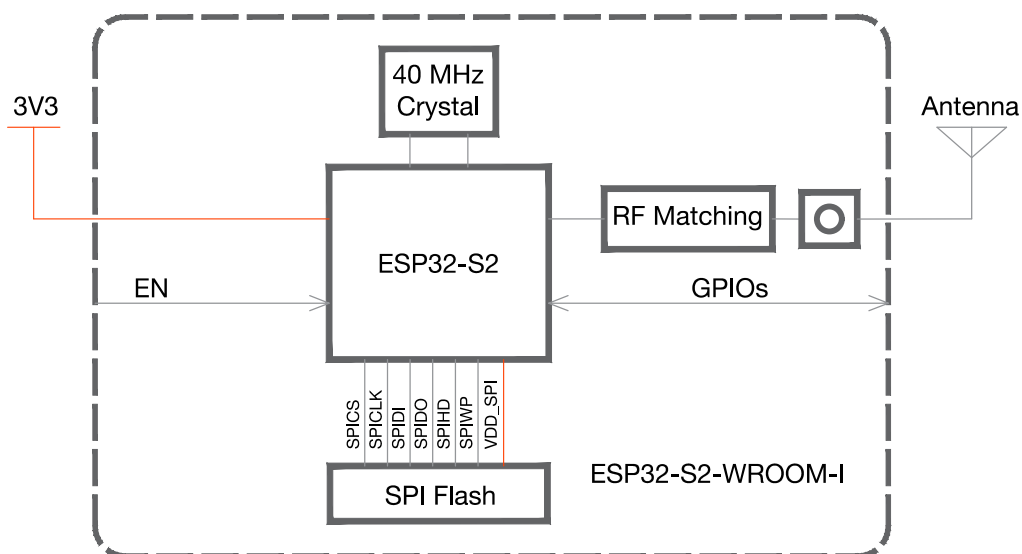 40 MHz
Crystal
3V3
Antenna
RF Matching
ESP32-S2
EN
GPIOs
SPICS
SPICLK
SPIDI
SPIDO
SPIHD
SPIWP
VDD_SPI
ESP32-S2-WROOM-I
SPI Flash